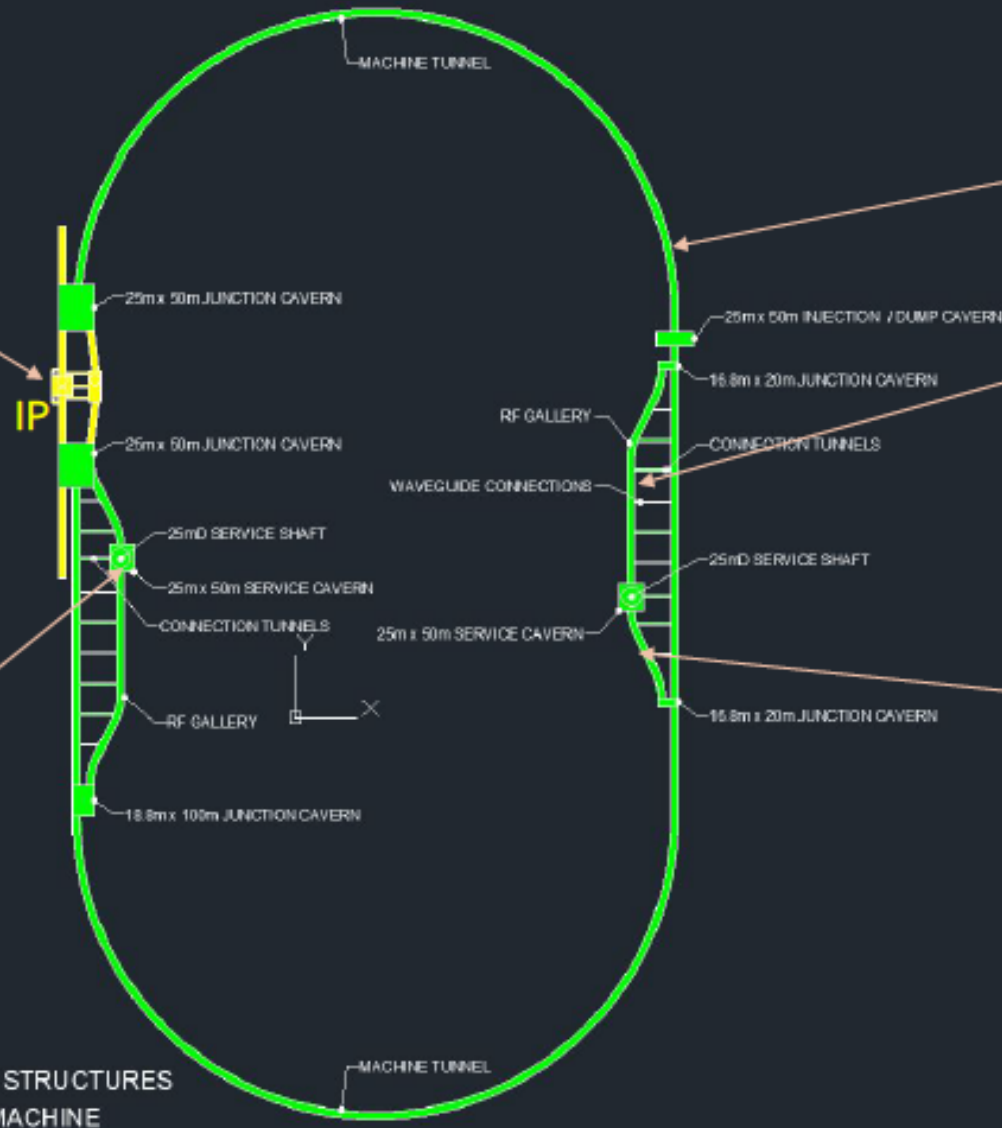 MACHINE TUNNEL
25m x 50m JUNCTION CAVERN
25m x 50m INJECTION / DUMP CAVERN
16.8m x 20m JUNCTION CAVERN
IP
RF GALLERY
25m x 50m JUNCTION CAVERN
CONNECTION TUNNELS
WAVEGUIDE CONNECTIONS
25mD SERVICE SHAFT
25mD SERVICE SHAFT
25m x 50m SERVICE CAVERN
CONNECTION TUNNELS
25m x 50m SERVICE CAVERN
Y
X
RF GALLERY
16.8m x 20m JUNCTION CAVERN
18.8m x 100m JUNCTION CAVERN
MACHINE TUNNEL
STRUCTURES
MACHINE